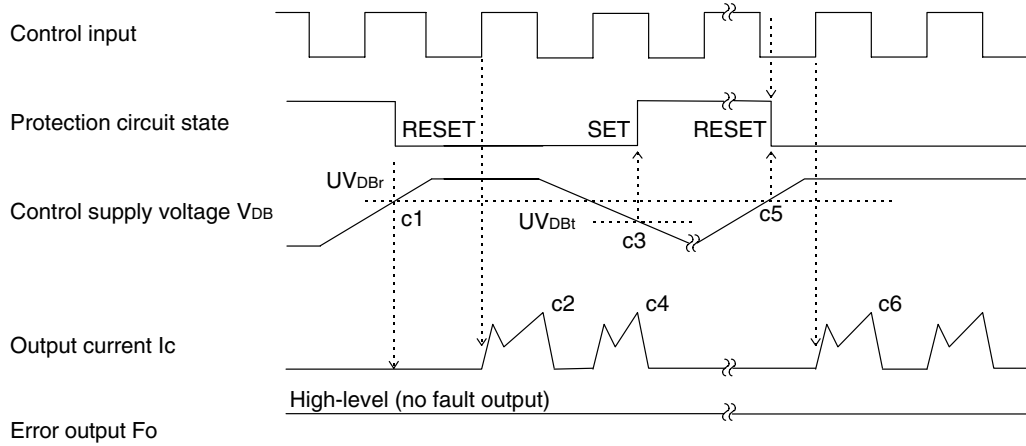 Control input
Protection circuit state
RESET
SET
RESET
UVDBr
Control supply voltage VDB
c1
UVDBt
c3
c5
c2
c4
c6
Output current Ic
High-level (no fault output)
Error output Fo